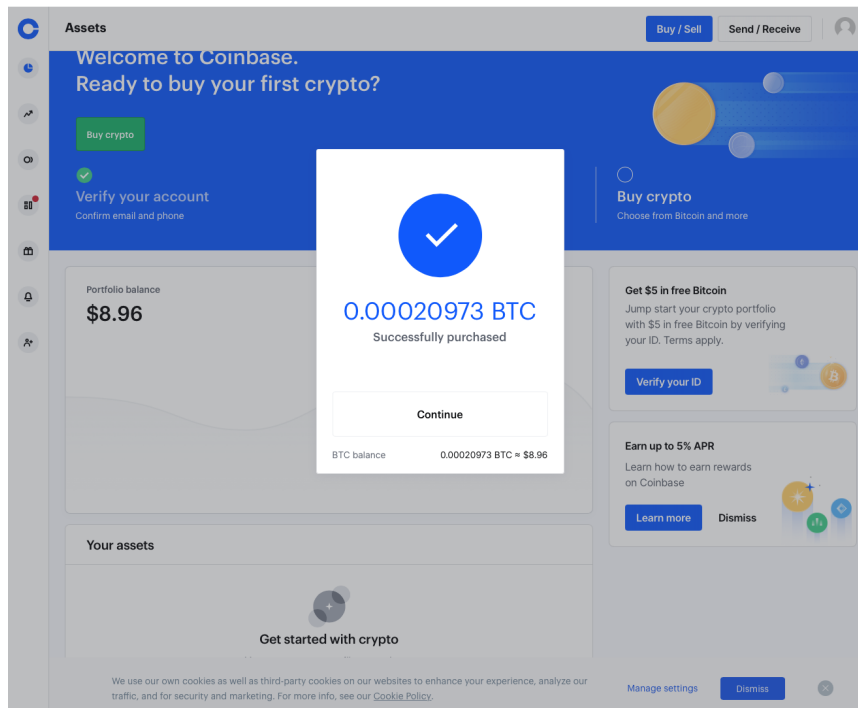 Assets
Buy / Sell
Send / Receive
Welcome to Coinbase.
Ready to buy your first crypto?
Buy crypto
Verify your account
Confirm email and phone
Buy crypto
Choose from Bitcoin and more
0.00020973 BTC
Successfully purchased
Continue
BTC balance
0.00020973 BTC ≈ $8.96
Portfolio balance
$8.96
Get $5 in free Bitcoin
Jump start your crypto portfolio
with $5 in free Bitcoin by verifying
your ID. Terms apply.
Verify your ID
Earn up to 5% APR
Learn how to earn rewards
on Coinbase
Learn more
Dismiss
Your assets
Get started with crypto
We use our own cookies as well as third-party cookies on our websites to enhance your experience, analyze our
traffic, and for security and marketing. For more info, see our Cookie Policy.
Manage settings
Dismiss